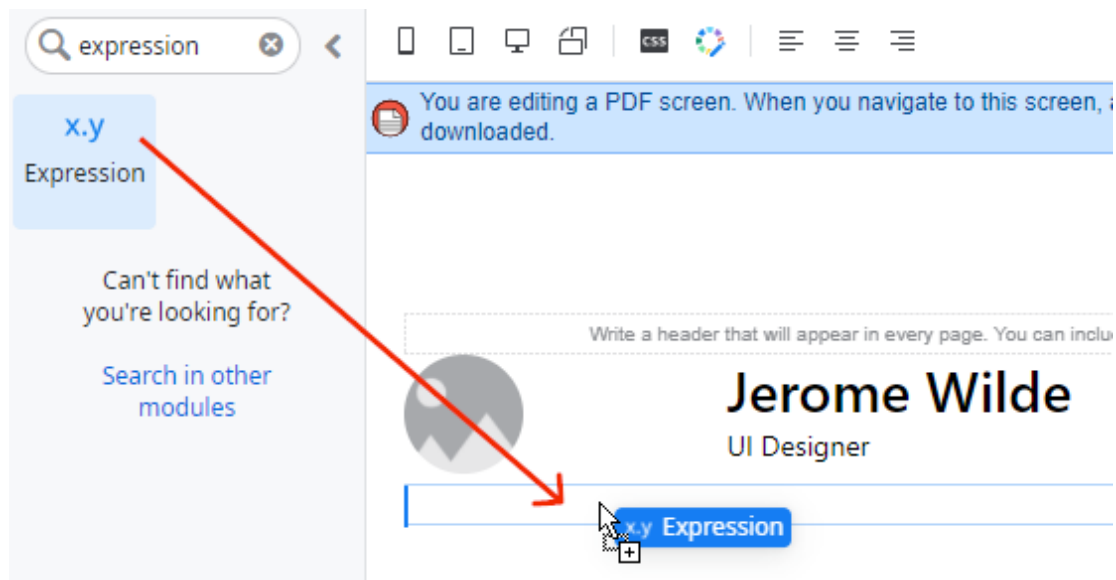 expression
css
You are editing a PDF screen. When you navigate to this screen,
downloaded.
x.y
Expression
Can't find what
you're looking for?
Search in other
modules
Write a header that will appear in every page. You can
Jerome Wilde
UI Designer
x.y Expression